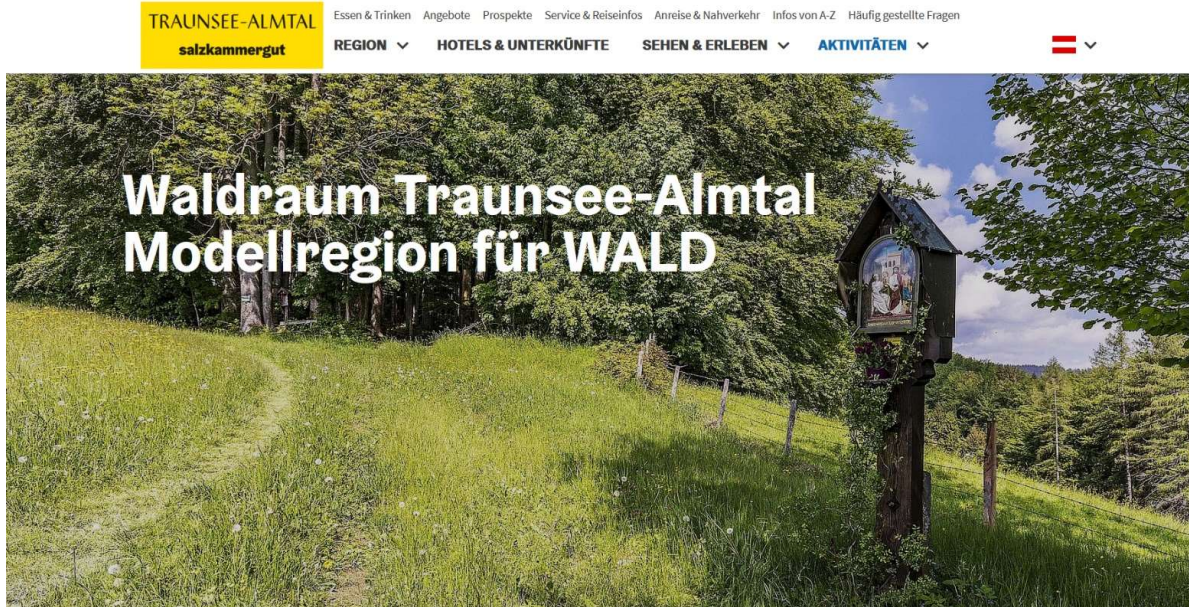 TRAUNSEE-ALMTAL
salzkammergut
Essen & Trinken Angebote Prospekte Service & Reiseinfos Anreise & Nahverkehr Infos von A-Z Häufig gestellte Fragen
REGION HOTELS & UNTERKÜNFTE SEHEN & ERLEBEN AKTIVITÄTEN
Waldraum Traunsee-Almtal
Modellregion für WALD